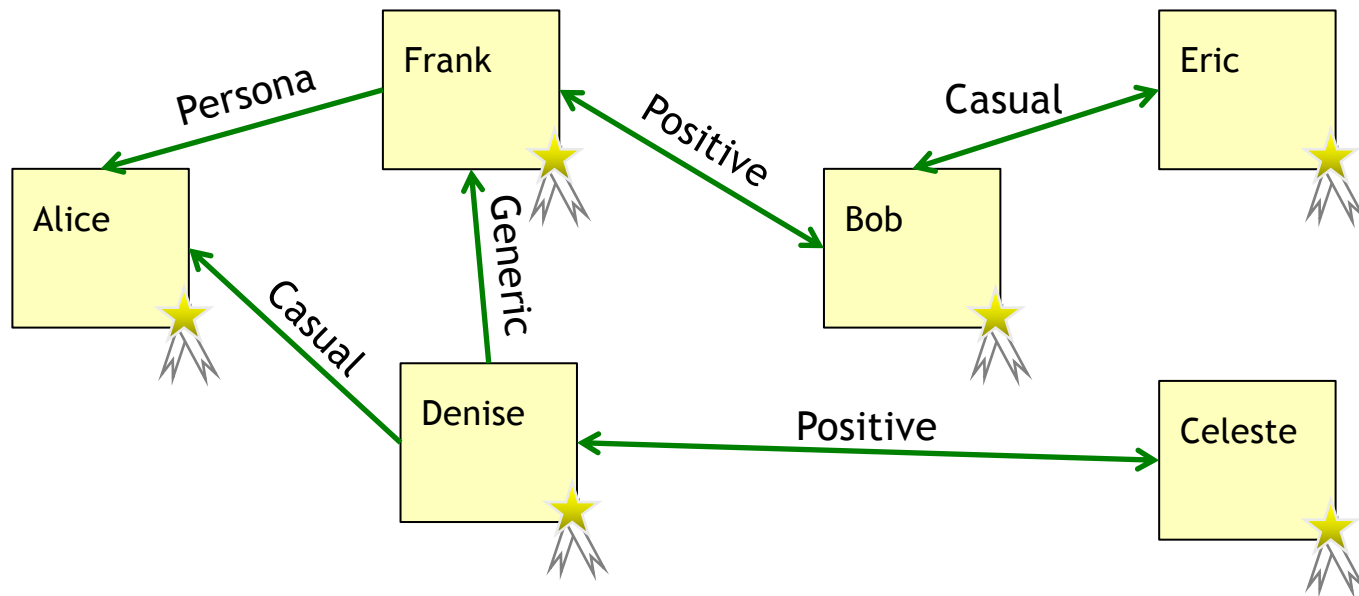 Frank
Eric
Persona
Casual
Positive
Alice
Bob
Generic
Casual
Denise
Positive
Celeste